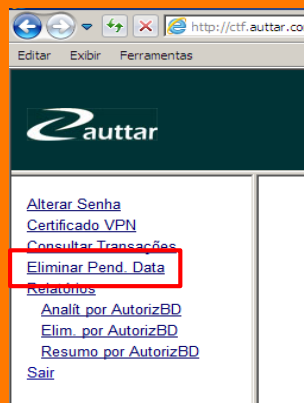 http://ctf.auttar.co
Editar Exibir Ferramentas
auttar
Alterar Senha
Certificado VPN
Consultar Transações
Eliminar Pend. Data
Relatórios
Analít por AutorizBD
Elim. por AutorizBD
Resumo por AutorizBD
Sair